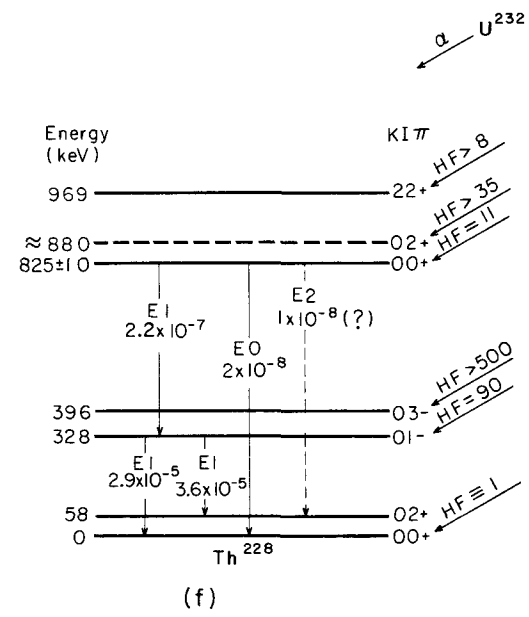 α U²³²
Energy
(keV)
KIπ
HF>8
969 22+
HF>35
≈880 02+
HF=11
825±10 00+
E1
2.2x10⁻⁷
E0
2x10⁻⁸
E2
1x10⁻⁸(?)
HF>500
396 03-
HF=90
328 01-
E1
2.9x10⁻⁵
E1
3.6x10⁻⁵
58 02+
HF≡1
0 00+
Th²²⁸
(f)